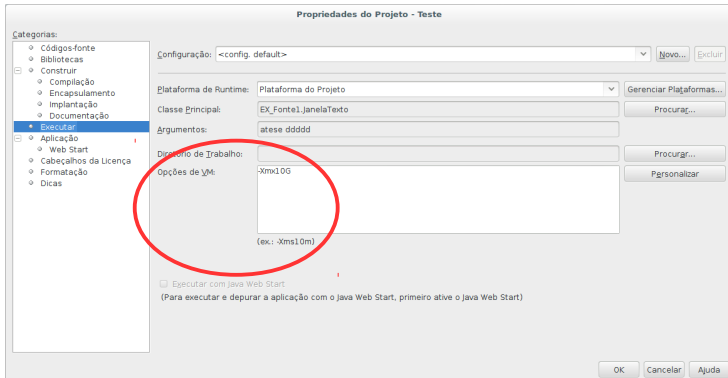 Propriedades do Projeto - Teste
Categorias:
Códigos-fonte
Bibliotecas
Construir
Compilação
Encapsulamento
Implantação
Documentação
Executar
Aplicação
Web Start
Cabeçalhos da Licença
Formatação
Dicas
Configuração: <config. default> Novo... Excluir
Plataforma de Runtime: Plataforma do Projeto Gerenciar Plataformas...
Classe Principal: EX_Fonte1.JanelaTexto Procurar...
Argumentos: atese ddddd
Diretório de Trabalho: Procurar...
Opções de VM: -Xmx10G Personalizar
(ex.: -Xms10m)
Executar com Java Web Start
(Para executar e depurar a aplicação com o Java Web Start, primeiro ative o Java Web Start)
OK Cancelar Ajuda